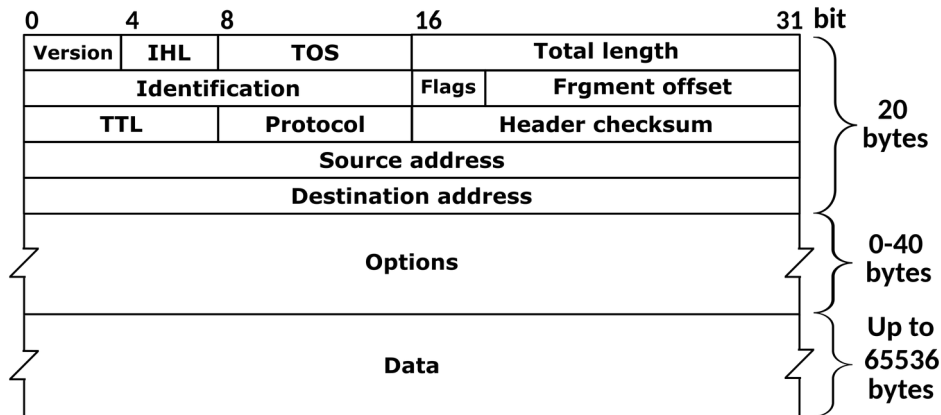 0 4 8 16 31 bit
Version IHL TOS Total length
Identification Flags Frgment offset
TTL Protocol Header checksum
Source address
Destination address
20
bytes
Options
0-40
bytes
Data
Up to
65536
bytes